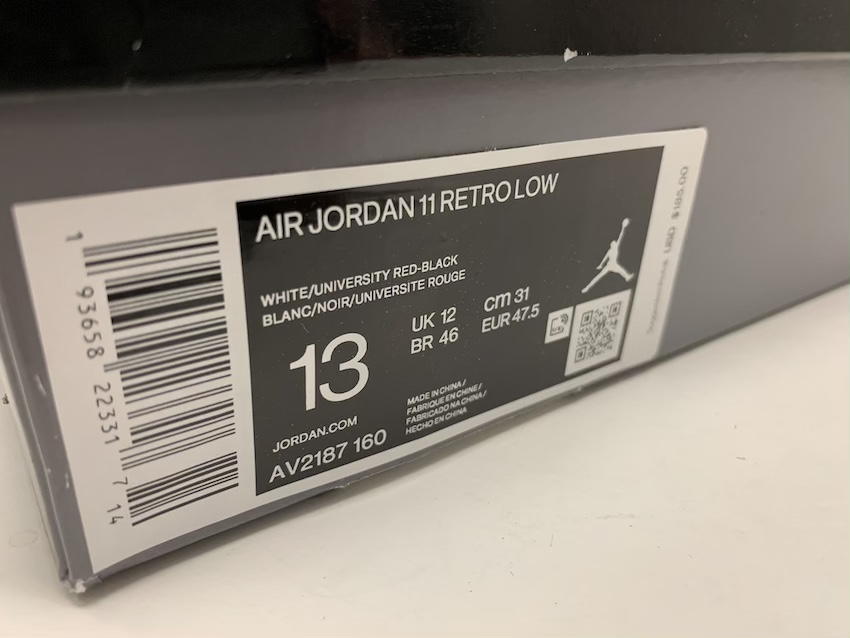 AIR JORDAN 11 RETRO LOW
WHITE/UNIVERSITY RED-BLACK
BLANC/NOIR/UNIVERSITE ROUGE
13
UK 12
BR 46
cm 31
EUR 47.5
JORDAN.COM
AV2187 160
MADE IN CHINA/
FABRIQUE EN CHINE/
FABRICADO NA CHINA/
HECHO EN CHINA
1 93658 22331 7 14
USD $185.00